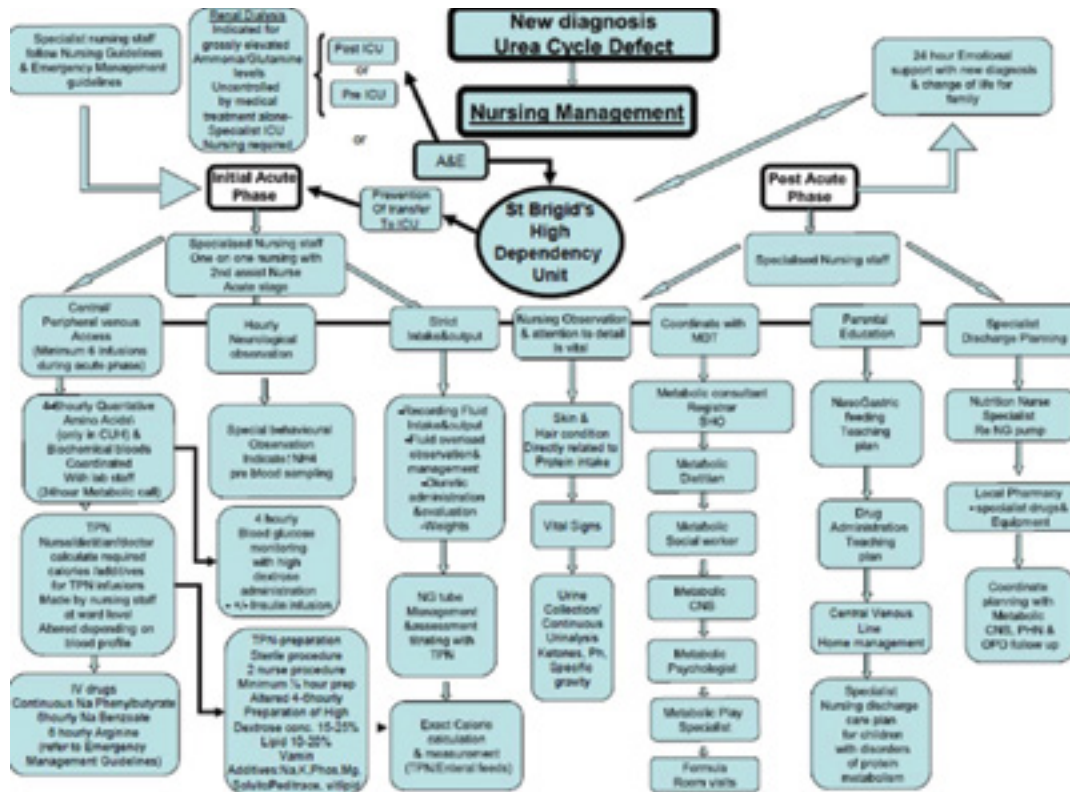 New diagnosis
Urea Cycle Defect
Nursing Management
Specialist nursing staff
follow Nursing Guidelines
& Emergency Management
guidelines
Renal Dialysis
Indicated for
grossly elevated
Ammonia/Glutamine
levels
Uncontrolled
by medical
treatment alone-
Specialist ICU
Nursing required
Post ICU
or
Pre ICU
or
A&E
24 hour Emotional
support with new diagnosis
& change of life for
family
Initial Acute
Phase
Prevention
Of transfer
To ICU
St Brigid's
High
Dependency
Unit
Post Acute
Phase
Specialised Nursing staff
One on one nursing with
2nd assist Nurse
Acute stage
Specialised Nursing staff
Central/
Peripheral venous
Access
(Minimum 6 infusions
during acute phase)
Hourly
Neurological
observation
Strict
Intake&output
Nursing Observation
& attention to detail
is vital
Coordinate with
MDT
Parental
Education
Specialist
Discharge Planning
Amino Acids
(only in CUH) &
Biochemical bloods
Coordinated
With lab staff
(24hour Metabolic call)
Special behavioural
Observation
pre blood sampling
Recording Fluid
Intake&output
Fluid overload
observation&
management
Diuretic
administration
&evaluation
Weights
Skin &
Hair condition
Directly related to
Protein intake
Metabolic consultant
Registrar
SHO
NasoGastric
feeding
Teaching
plan
Nutrition Nurse
Specialist
Re NG pump
Metabolic
Dietitian
Local Pharmacy
specialist drugs&
Equipment
TPN
Nurse/dietitian/doctor
calculate required
calories /additives
for TPN infusions
Made by nursing staff
at ward level
Altered depending on
blood profile
4 hourly
Blood glucose
monitoring
with high
dextrose
administration
+/- Insulin infusion
Vital Signs
Metabolic
Social worker
Drug
Administration
Teaching
plan
NG tube
Management
&assessment
titrating with
TPN
Urine
Collection/
Continuous
Urinalysis
Ketones, Ph,
Specific
gravity
Metabolic
CNS
Central Venous
Line
Home management
Coordinate
planning with
Metabolic
CNS, PHN &
OPD follow up
Metabolic
Psychologist
&
Metabolic Play
Specialist
&
Formula
Room visits
IV drugs
Continuous Na Phenylbutyrate
6hourly Na Benzoate
6 hourly Arginine
(refer to Emergency
Management Guidelines)
TPN preparation
Sterile procedure
2 nurse procedure
Minimum ½ hour prep
Altered 4-6hourly
Preparation of High
Dextrose conc. 15-25%
Lipid 10-20%
Vamin
Additives:Na,K,Phos,Mg,
Exact Calorie
calculation
& measurement
(TPN/Enteral feeds)
Specialist
Nursing discharge
care plan
for children
with disorders
of protein
metabolism